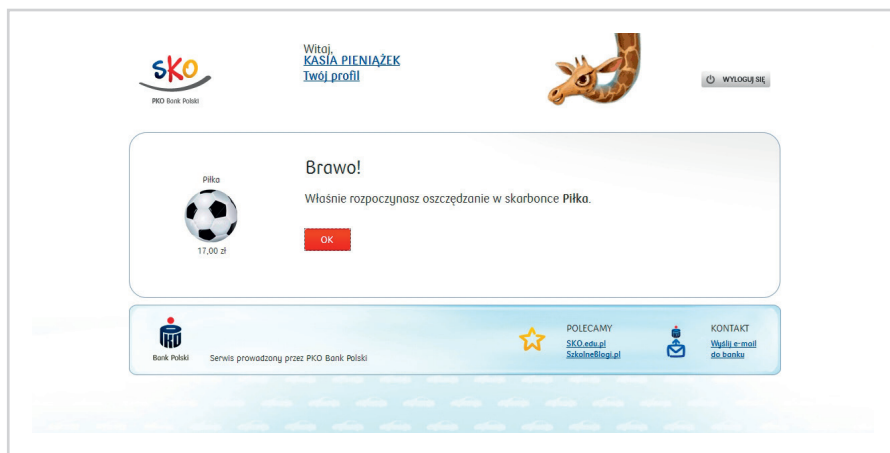 SKO
PKO Bank Polski
Witaj,
KASIA PIENIĄŻEK
Twój profil
WYLOGUJ SIĘ
Piłka
17,00 zł
Brawo!
Właśnie rozpoczynasz oszczędzanie w skarbonce Piłka.
OK
PKO
Bank Polski
Serwis prowadzony przez PKO Bank Polski
POLECAMY
SKO.edu.pl
SzkolneBlogi.pl
KONTAKT
Wyślij e-mail
do banku